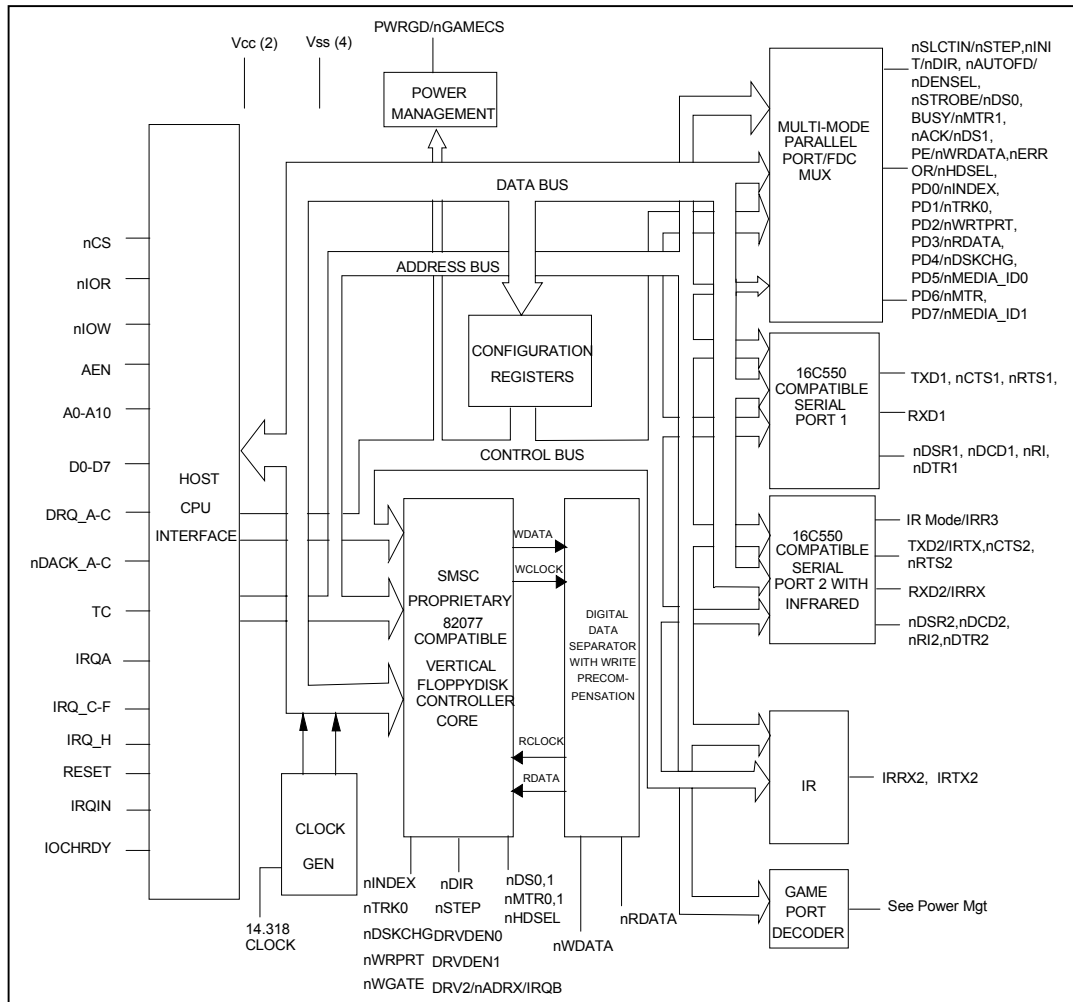 PWRGD/nGAMECS
Vcc (2)
Vss (4)
POWER
MANAGEMENT
nSLCTIN/nSTEP,nINI
T/nDIR, nAUTOFD/
nDENSEL,
nSTROBE/nDS0,
BUSY/nMTR1,
nACK/nDS1,
PE/nWRDATA,nERR
OR/nHDSEL,
PD0/nINDEX,
PD1/nTRK0,
PD2/nWRTPRT,
PD3/nRDATA,
PD4/nDSKCHG,
PD5/nMEDIA_ID0
PD6/nMTR,
PD7/nMEDIA_ID1
MULTI-MODE
PARALLEL
PORT/FDC
MUX
DATA BUS
ADDRESS BUS
CONFIGURATION
REGISTERS
CONTROL BUS
nCS
nIOR
nIOW
AEN
A0-A10
D0-D7
DRQ_A-C
nDACK_A-C
TC
IRQA
IRQ_C-F
IRQ_H
RESET
IRQIN
IOCHRDY
HOST
CPU
INTERFACE
16C550
COMPATIBLE
SERIAL
PORT 1
TXD1, nCTS1, nRTS1,
RXD1
nDSR1, nDCD1, nRI,
nDTR1
16C550
COMPATIBLE
SERIAL
PORT 2 WITH
INFRARED
IR Mode/IRR3
TXD2/IRTX,nCTS2,
nRTS2
RXD2/IRRX
nDSR2,nDCD2,
nRI2,nDTR2
SMSC
PROPRIETARY
82077
COMPATIBLE
VERTICAL
FLOPPYDISK
CONTROLLER
CORE
WDATA
WCLOCK
RCLOCK
RDATA
DIGITAL
DATA
SEPARATOR
WITH WRITE
PRECOM-
PENSATION
CLOCK
GEN
14.318
CLOCK
IR
IRRX2, IRTX2
GAME
PORT
DECODER
See Power Mgt
nINDEX
nTRK0
nDSKCHG
nWRPRT
nWGATE
nDIR
nSTEP
DRVDEN0
DRVDEN1
DRV2/nADRX/IRQB
nDS0,1
nMTR0,1
nHDSEL
nWDATA
nRDATA